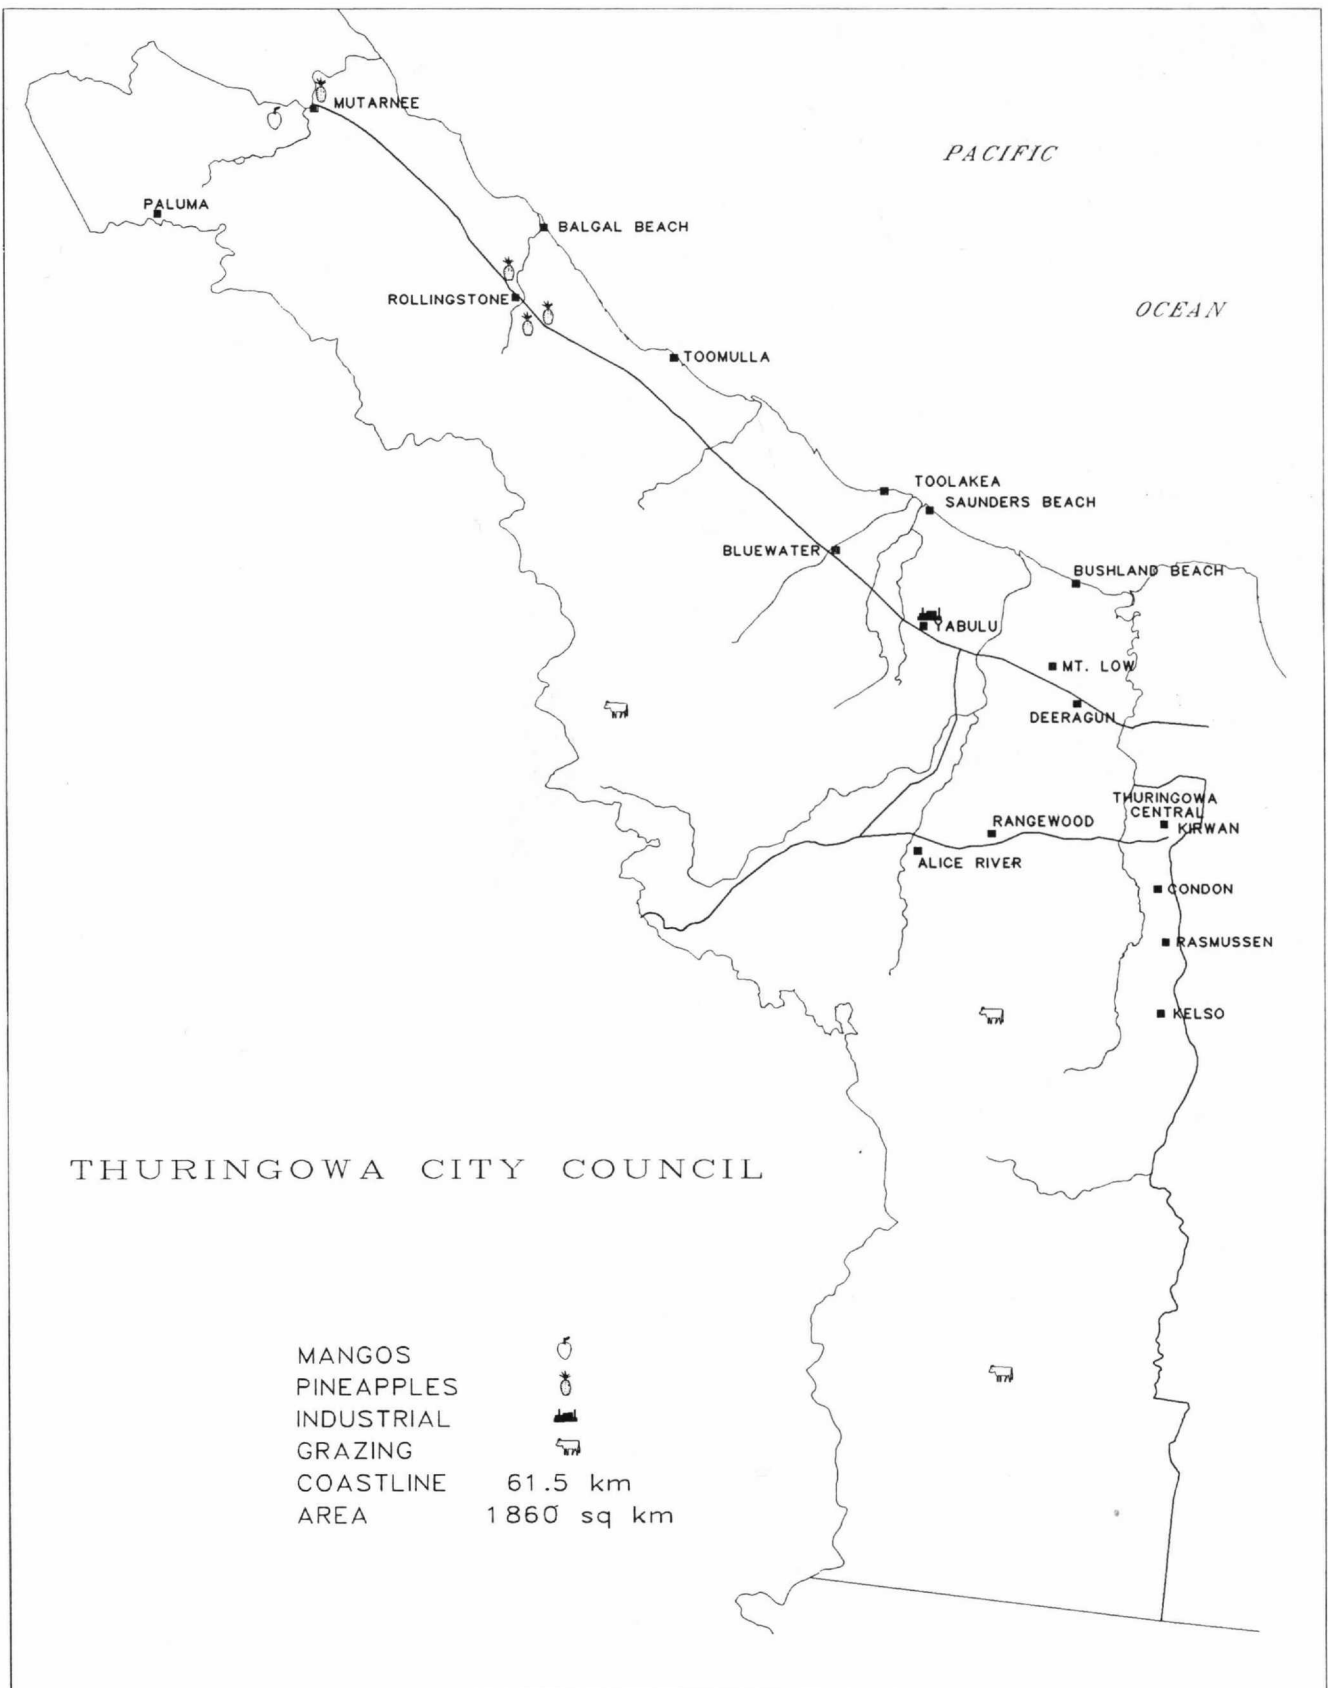 MUTARNEE
PACIFIC
PALUMA
BALGAL BEACH
ROLLINGSTONE
OCEAN
TOOMULLA
TOOLAKEA
SAUNDERS BEACH
BLUEWATER
BUSHLAND BEACH
YABULU
MT. LOW
DEERAGUN
THURINGOWA
CENTRAL
RANGEWOOD
KIRWAN
ALICE RIVER
CONDON
RASMUSSEN
KELSO
THURINGOWA CITY COUNCIL
MANGOS
PINEAPPLES
INDUSTRIAL
GRAZING
COASTLINE 61.5 km
AREA 1860 sq km